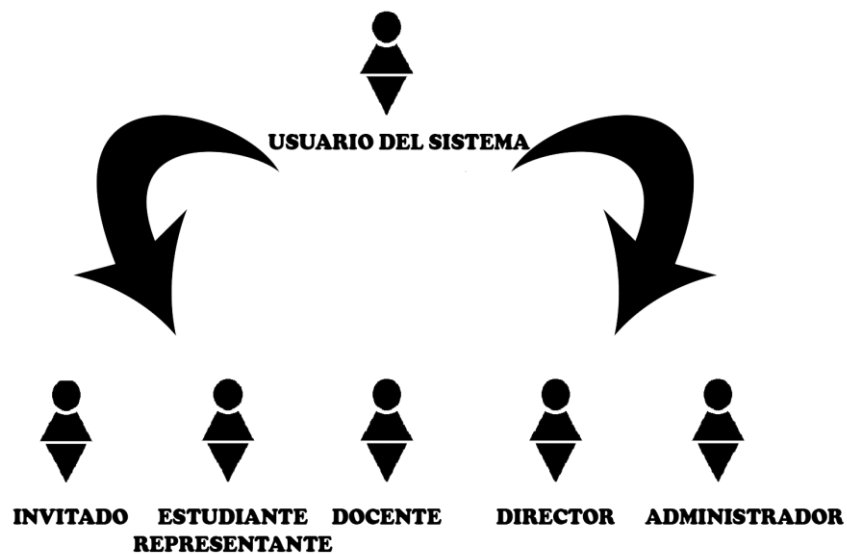 USUARIO DEL SISTEMA
INVITADO
ESTUDIANTE
REPRESENTANTE
DOCENTE
DIRECTOR
ADMINISTRADOR